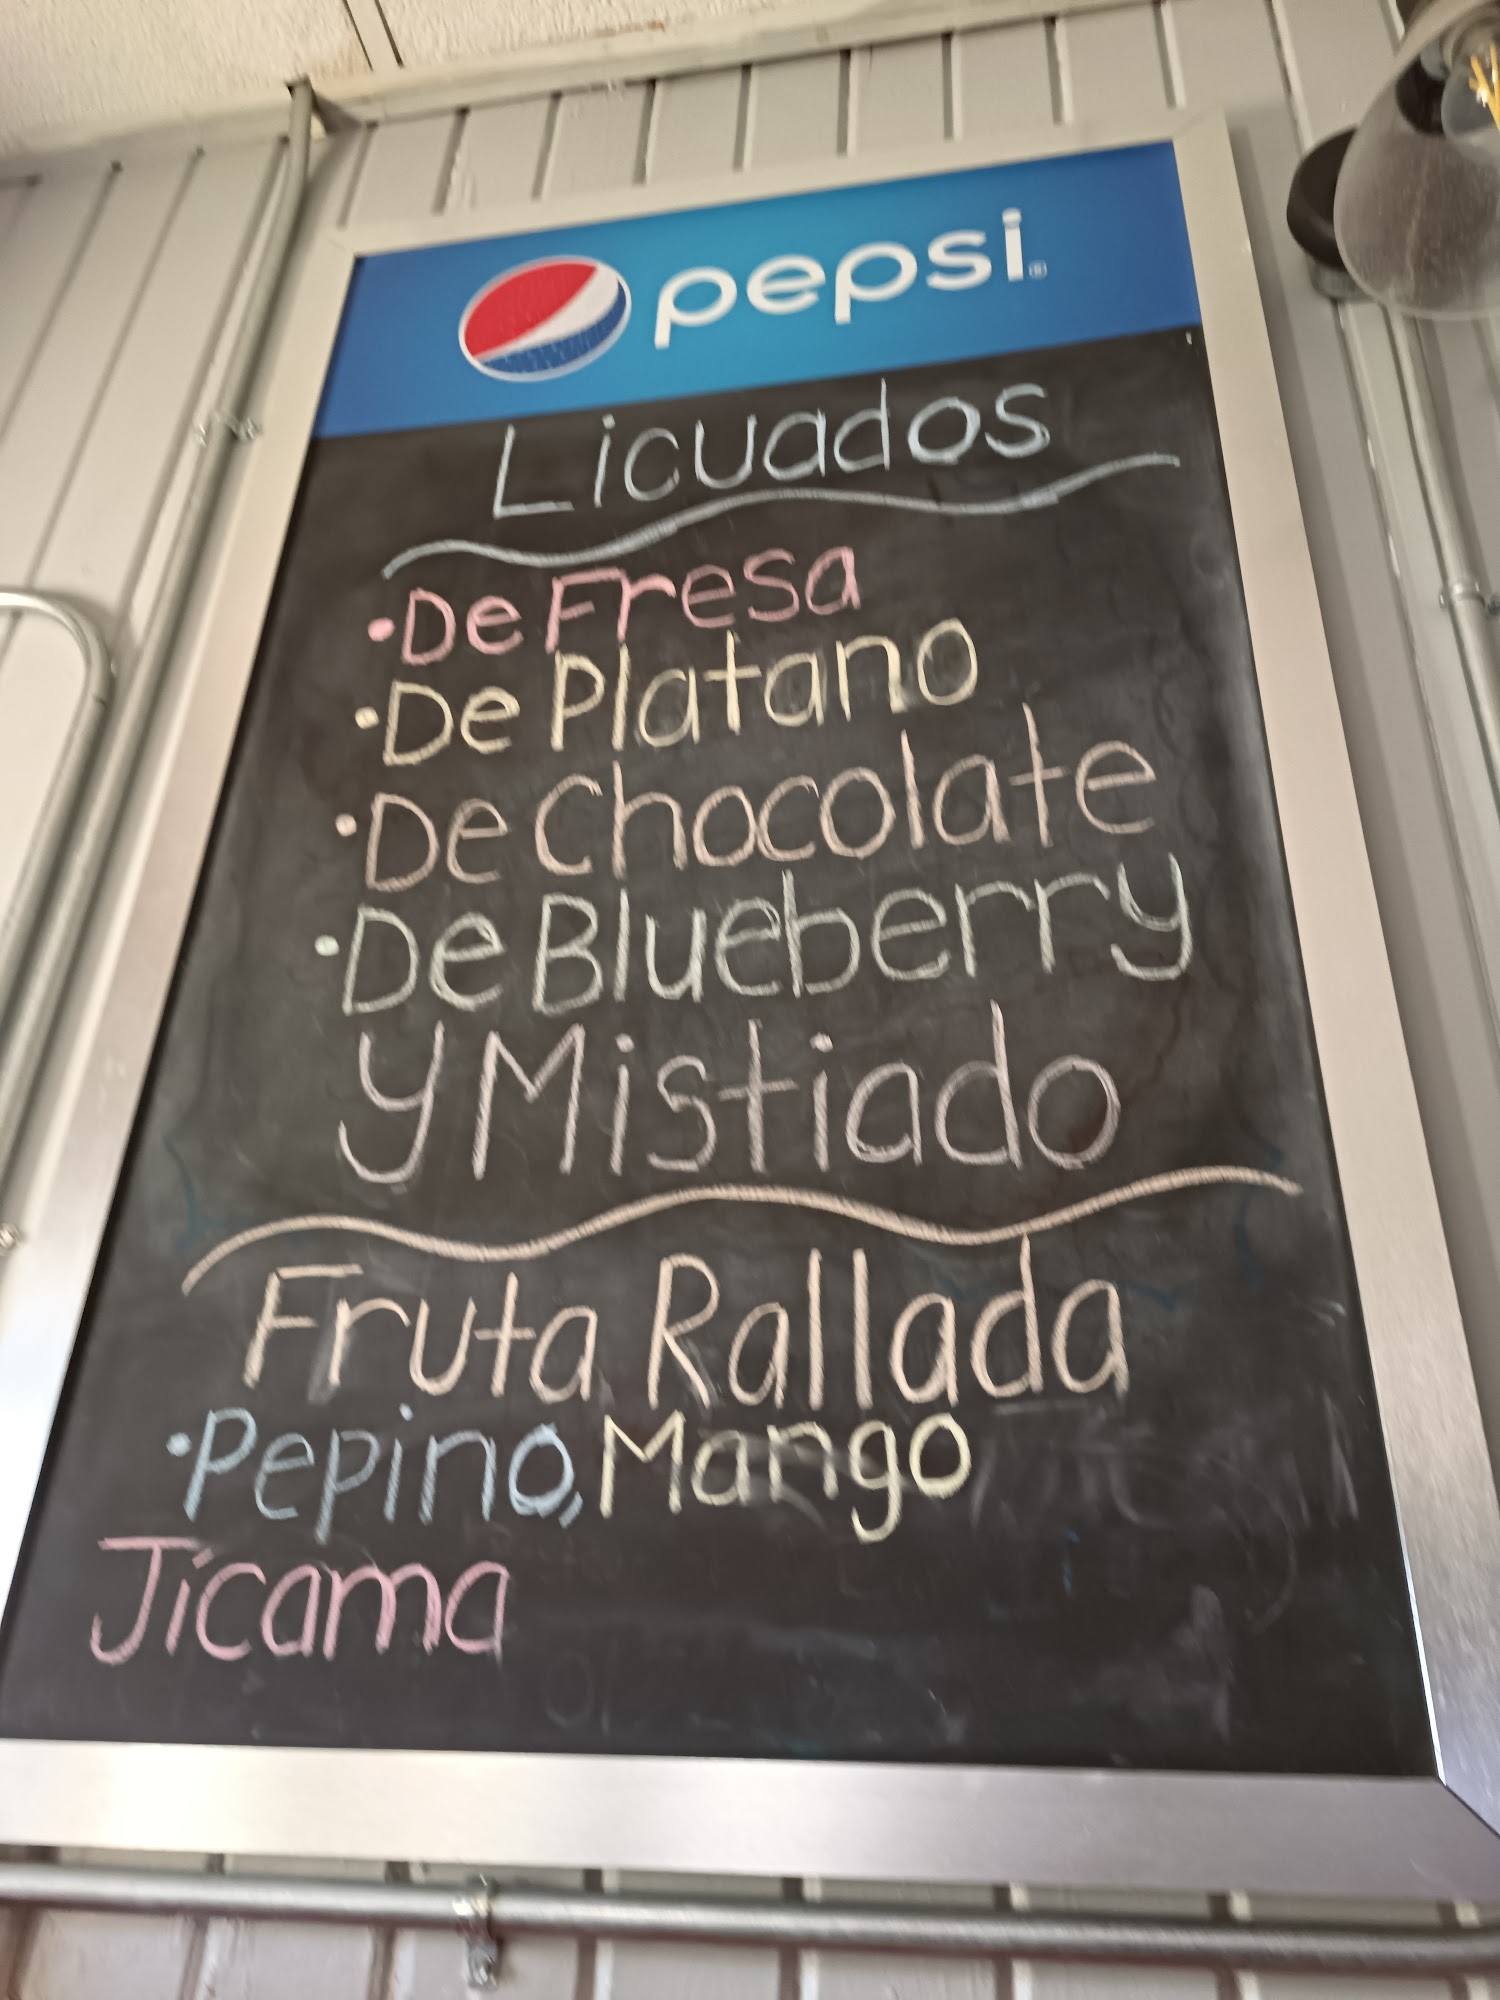 pepsi
Licuados
•De Fresa
•De Platano
•De Chocolate
•De Blueberry
y Mistiado
Fruta Rallada
•Pepino, Mango
Jicama